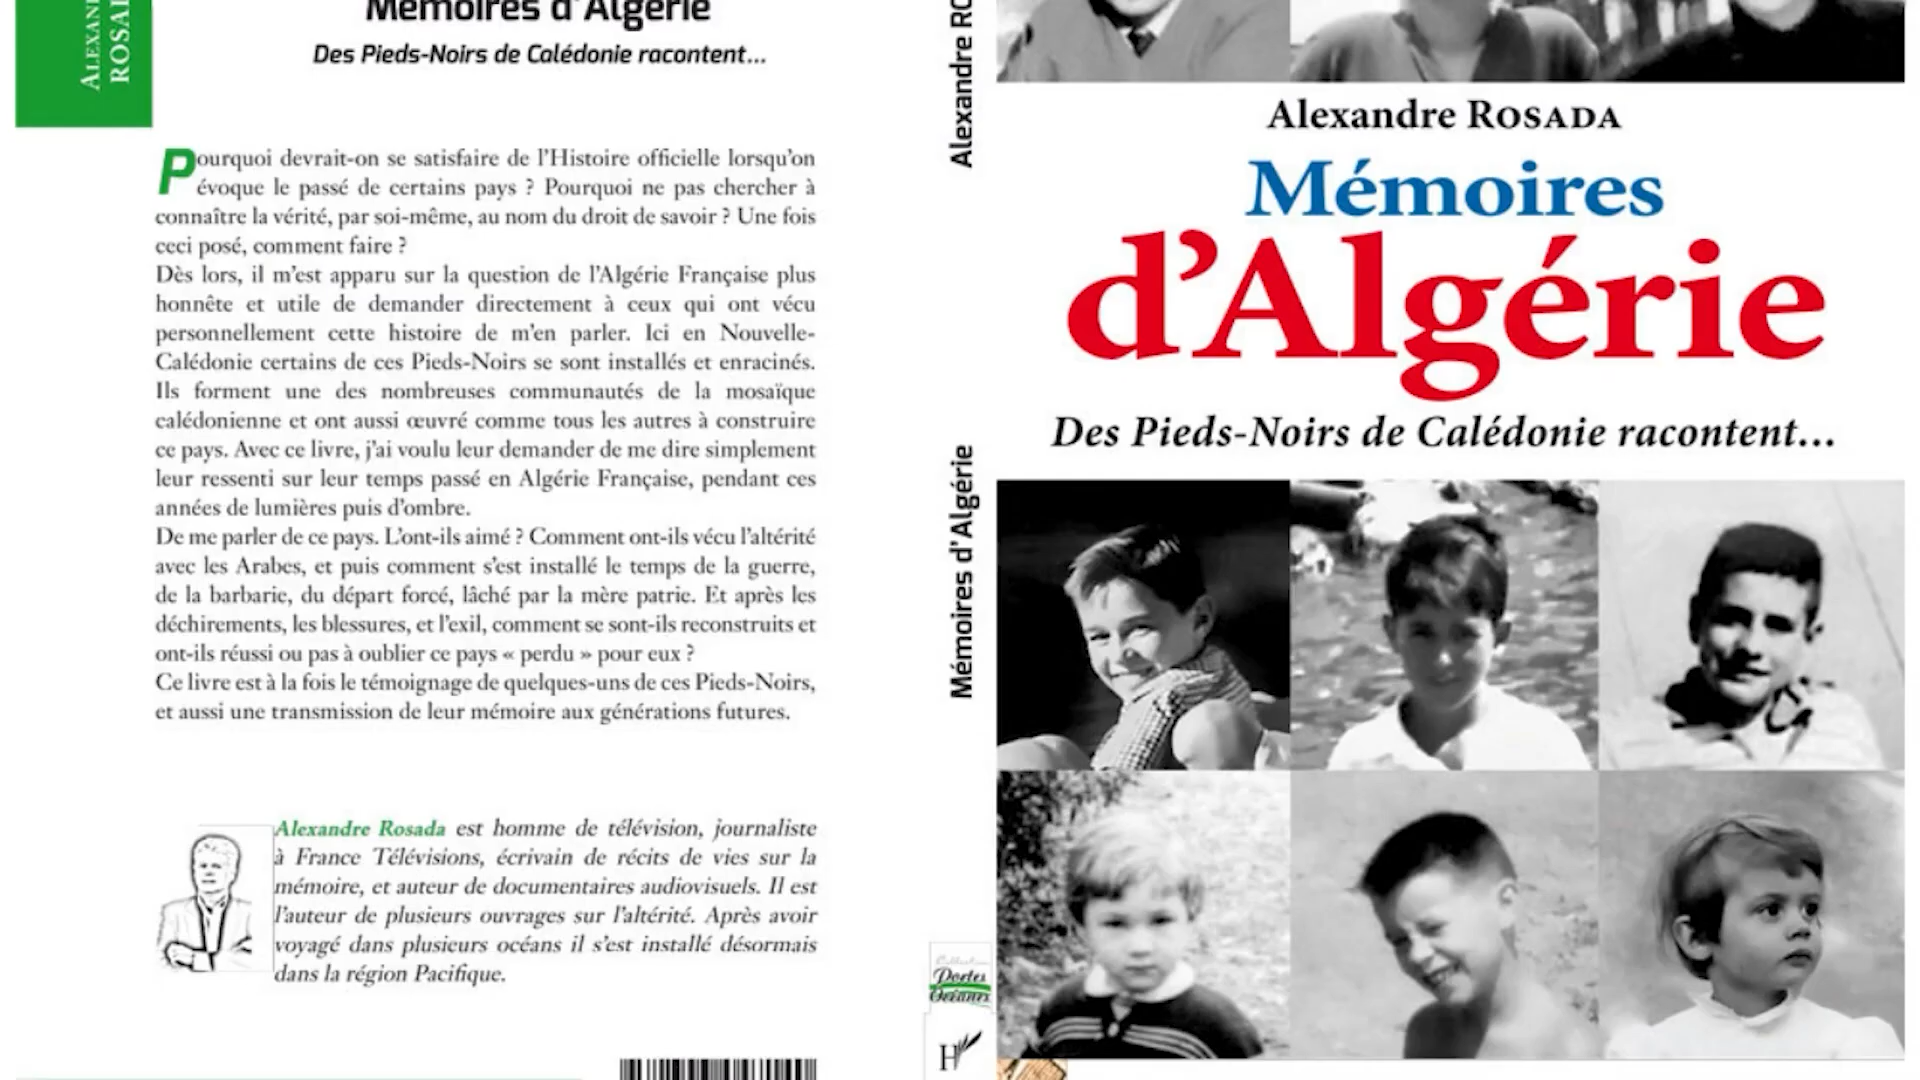 Mémoires d'Algérie
Des Pieds-Noirs de Calédonie racontent...
Pourquoi devrait-on se satisfaire de l'Histoire officielle lorsqu'on
évoque le passé de certains pays ? Pourquoi ne pas chercher à
connaître la vérité, par soi-même, au nom du droit de savoir ? Une fois
ceci posé, comment faire ?
Dès lors, il m'est apparu sur la question de l'Algérie Française plus
honnête et utile de demander directement à ceux qui ont vécu
personnellement cette histoire de m'en parler. Ici en Nouvelle-
Calédonie certains de ces Pieds-Noirs se sont installés et enracinés.
Ils forment une des nombreuses communautés de la mosaïque
calédonienne et ont aussi œuvré comme tous les autres à construire
ce pays. Avec ce livre, j'ai voulu leur demander de me dire simplement
leur ressenti sur leur temps passé en Algérie Française, pendant ces
années de lumières puis d'ombre.
De me parler de ce pays. L'ont-ils aimé ? Comment ont-ils vécu l'altérité
avec les Arabes, et puis comment s'est installé le temps de la guerre,
de la barbarie, du départ forcé, lâché par la mère patrie. Et après les
déchirements, les blessures, et l'exil, comment se sont-ils reconstruits et
ont-ils réussi ou pas à oublier ce pays « perdu » pour eux ?
Ce livre est à la fois le témoignage de quelques-uns de ces Pieds-Noirs,
et aussi une transmission de leur mémoire aux générations futures.
Alexandre Rosada est homme de télévision, journaliste
à France Télévisions, écrivain de récits de vies sur la
mémoire, et auteur de documentaires audiovisuels. Il est
l'auteur de plusieurs ouvrages sur l'altérité. Après avoir
voyagé dans plusieurs océans il s'est installé désormais
dans la région Pacifique.
Alexandre RO
Mémoires d'Algérie
Collection
Portes
Océanes
H
Alexandre ROSADA
Mémoires
d'Algérie
Des Pieds-Noirs de Calédonie racontent...